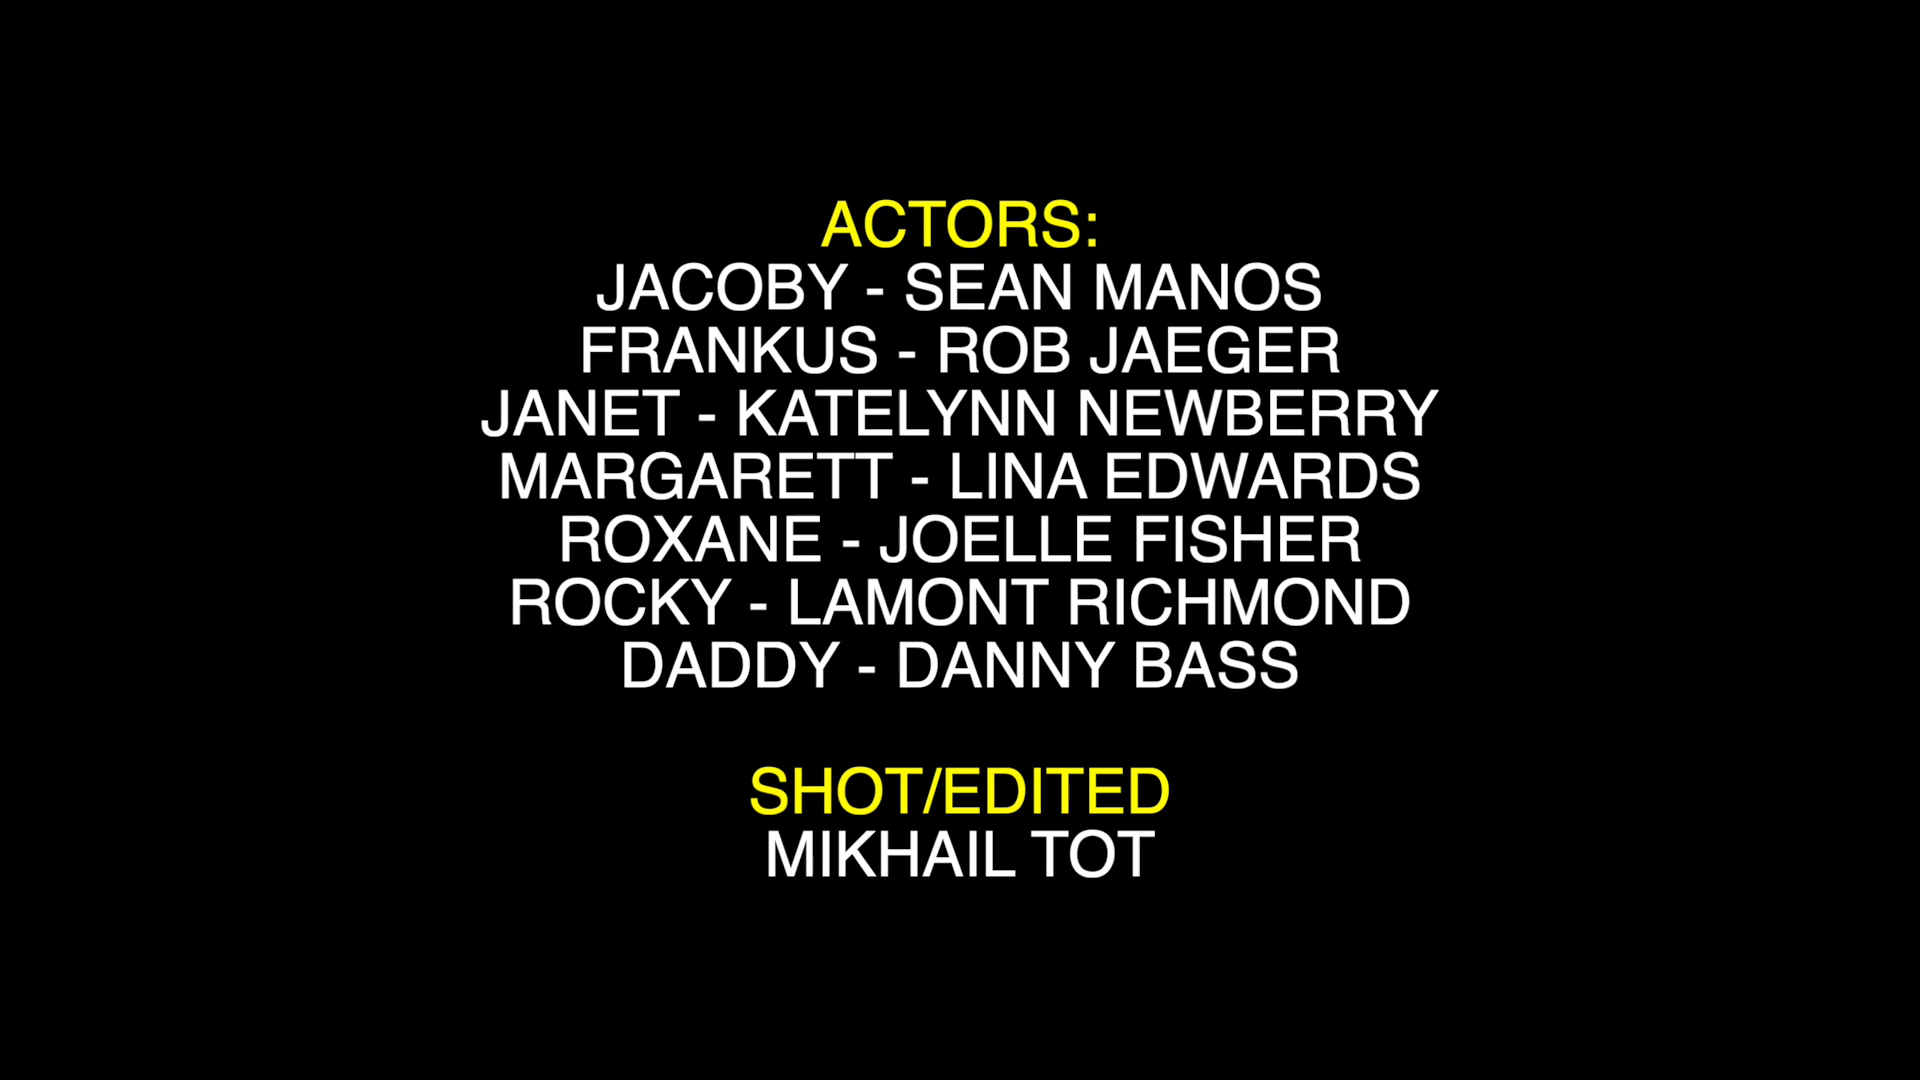 ACTORS:
JACOBY - SEAN MANOS
FRANKUS - ROB JAEGER
JANET - KATELYNN NEWBERRY
MARGARETT - LINA EDWARDS
ROXANE - JOELLE FISHER
ROCKY - LAMONT RICHMOND
DADDY - DANNY BASS
SHOT/EDITED
MIKHAIL TOT